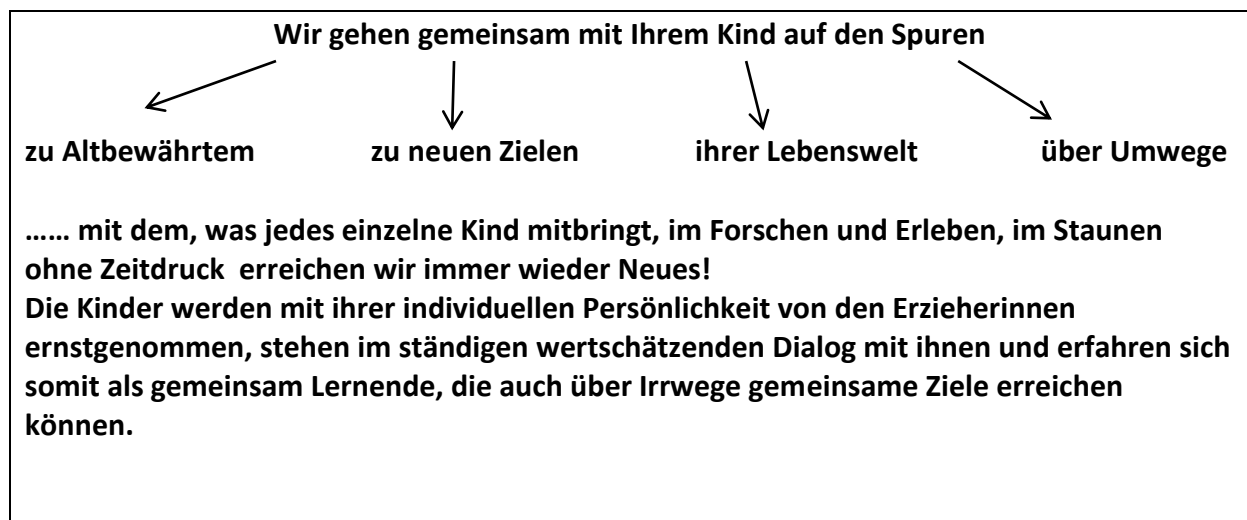 Wir gehen gemeinsam mit Ihrem Kind auf den Spuren
zu Altbewährtem zu neuen Zielen ihrer Lebenswelt über Umwege
…… mit dem, was jedes einzelne Kind mitbringt, im Forschen und Erleben, im Staunen
ohne Zeitdruck erreichen wir immer wieder Neues!
Die Kinder werden mit ihrer individuellen Persönlichkeit von den Erzieherinnen
ernstgenommen, stehen im ständigen wertschätzenden Dialog mit ihnen und erfahren sich
somit als gemeinsam Lernende, die auch über Irrwege gemeinsame Ziele erreichen
können.